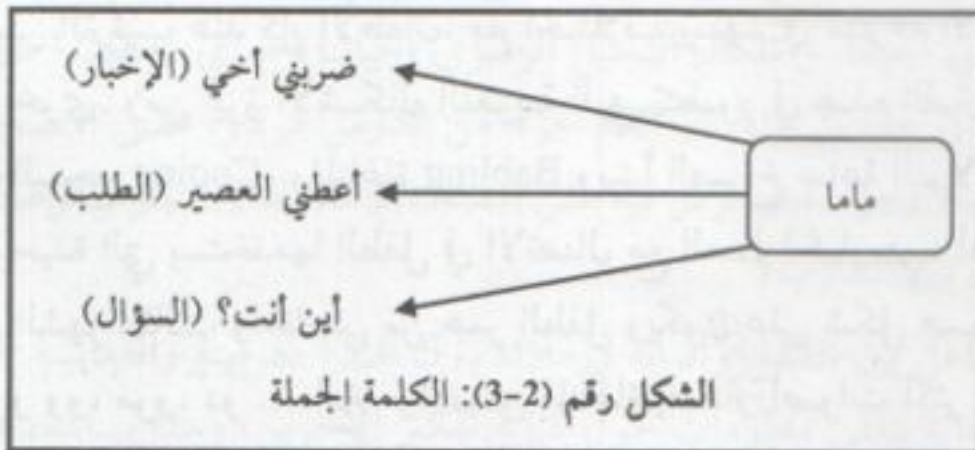 ضربني أخي (الإخبار)
ماما
أعطني العصير (الطلب)
أين أنت؟ (السؤال)
الشكل رقم (2-3): الكلمة الجملة